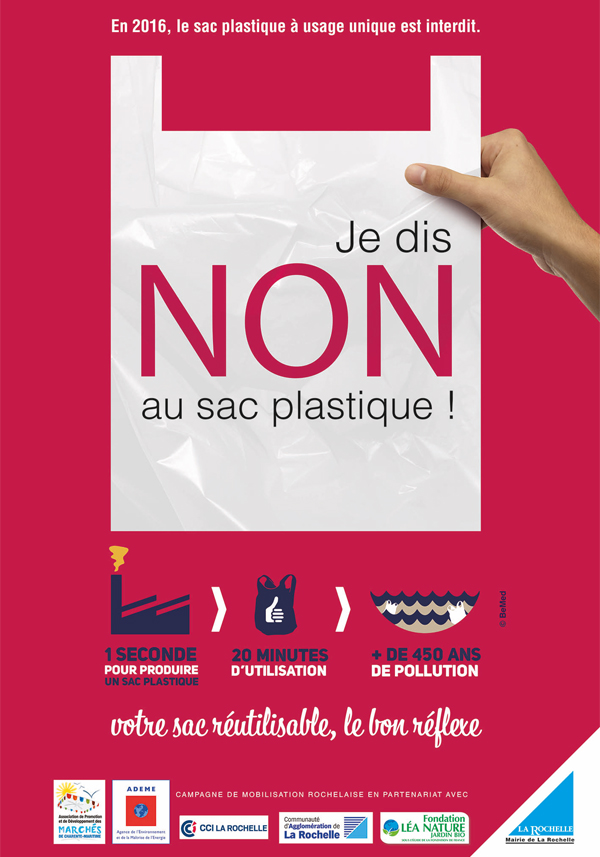 En 2016, le sac plastique à usage unique est interdit.
Je dis
NON
au sac plastique !
© BeMed
1 SECONDE
POUR PRODUIRE
UN SAC PLASTIQUE
20 MINUTES
D'UTILISATION
+ DE 450 ANS
DE POLLUTION
votre sac réutilisable, le bon réflexe
CAMPAGNE DE MOBILISATION ROCHELAISE EN PARTENARIAT AVEC
Association de Promotion
et de Développement des
MARCHÉS
DE CHARENTE-MARITIME
ADEME
Agence de l'Environnement
et de la Maîtrise de l'Energie
CCI LA ROCHELLE
Communauté
d'Agglomération de
La Rochelle
Fondation
LÉA NATURE
JARDIN BIO
LA ROCHELLE
Mairie de La Rochelle